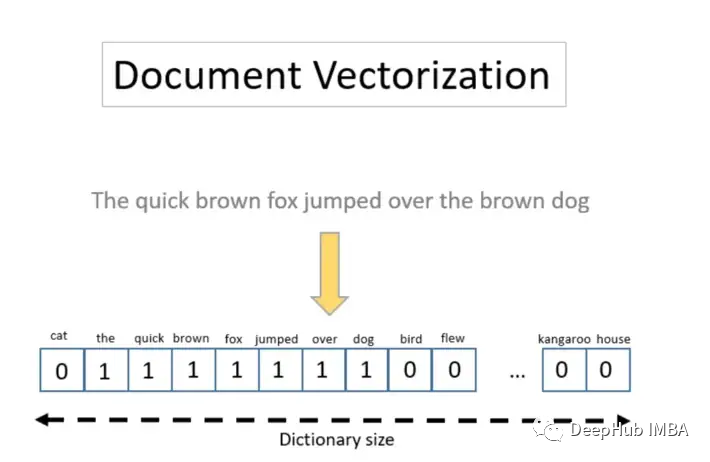 Document Vectorization
The quick brown fox jumped over the brown dog
cat the quick brown fox jumped over dog bird flew kangaroo house
0 1 1 1 1 1 1 1 0 0 ... 0 0
Dictionary size
DeepHub IMBA